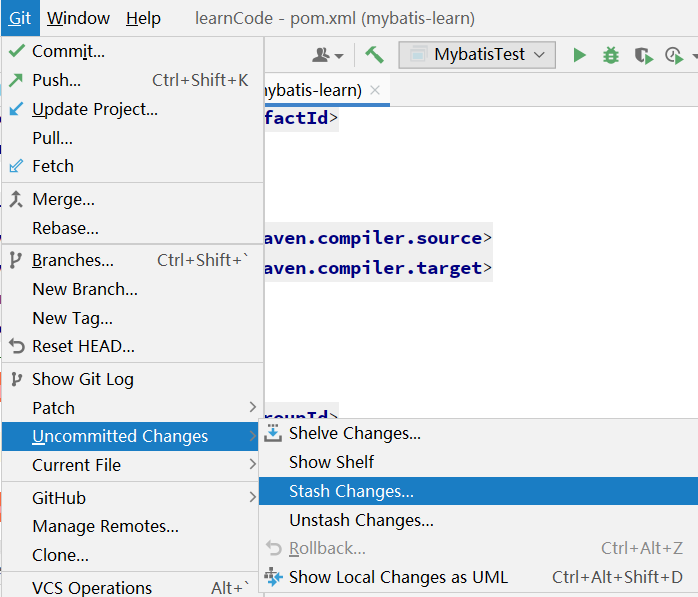 Git Window Help learnCode - pom.xml (mybatis-learn)
Commit...
MybatisTest
Push... Ctrl+Shift+K
ybatis-learn)
Update Project...
factId>
Pull...
Fetch
Merge...
Rebase...
aven.compiler.source>
Branches... Ctrl+Shift+`
aven.compiler.target>
New Branch...
New Tag...
Reset HEAD...
Show Git Log
Patch
roupId>
Uncommitted Changes
Shelve Changes...
Current File
Show Shelf
GitHub
Stash Changes...
Manage Remotes...
Unstash Changes...
Clone...
Rollback... Ctrl+Alt+Z
VCS Operations Alt+`
Show Local Changes as UML Ctrl+Alt+Shift+D